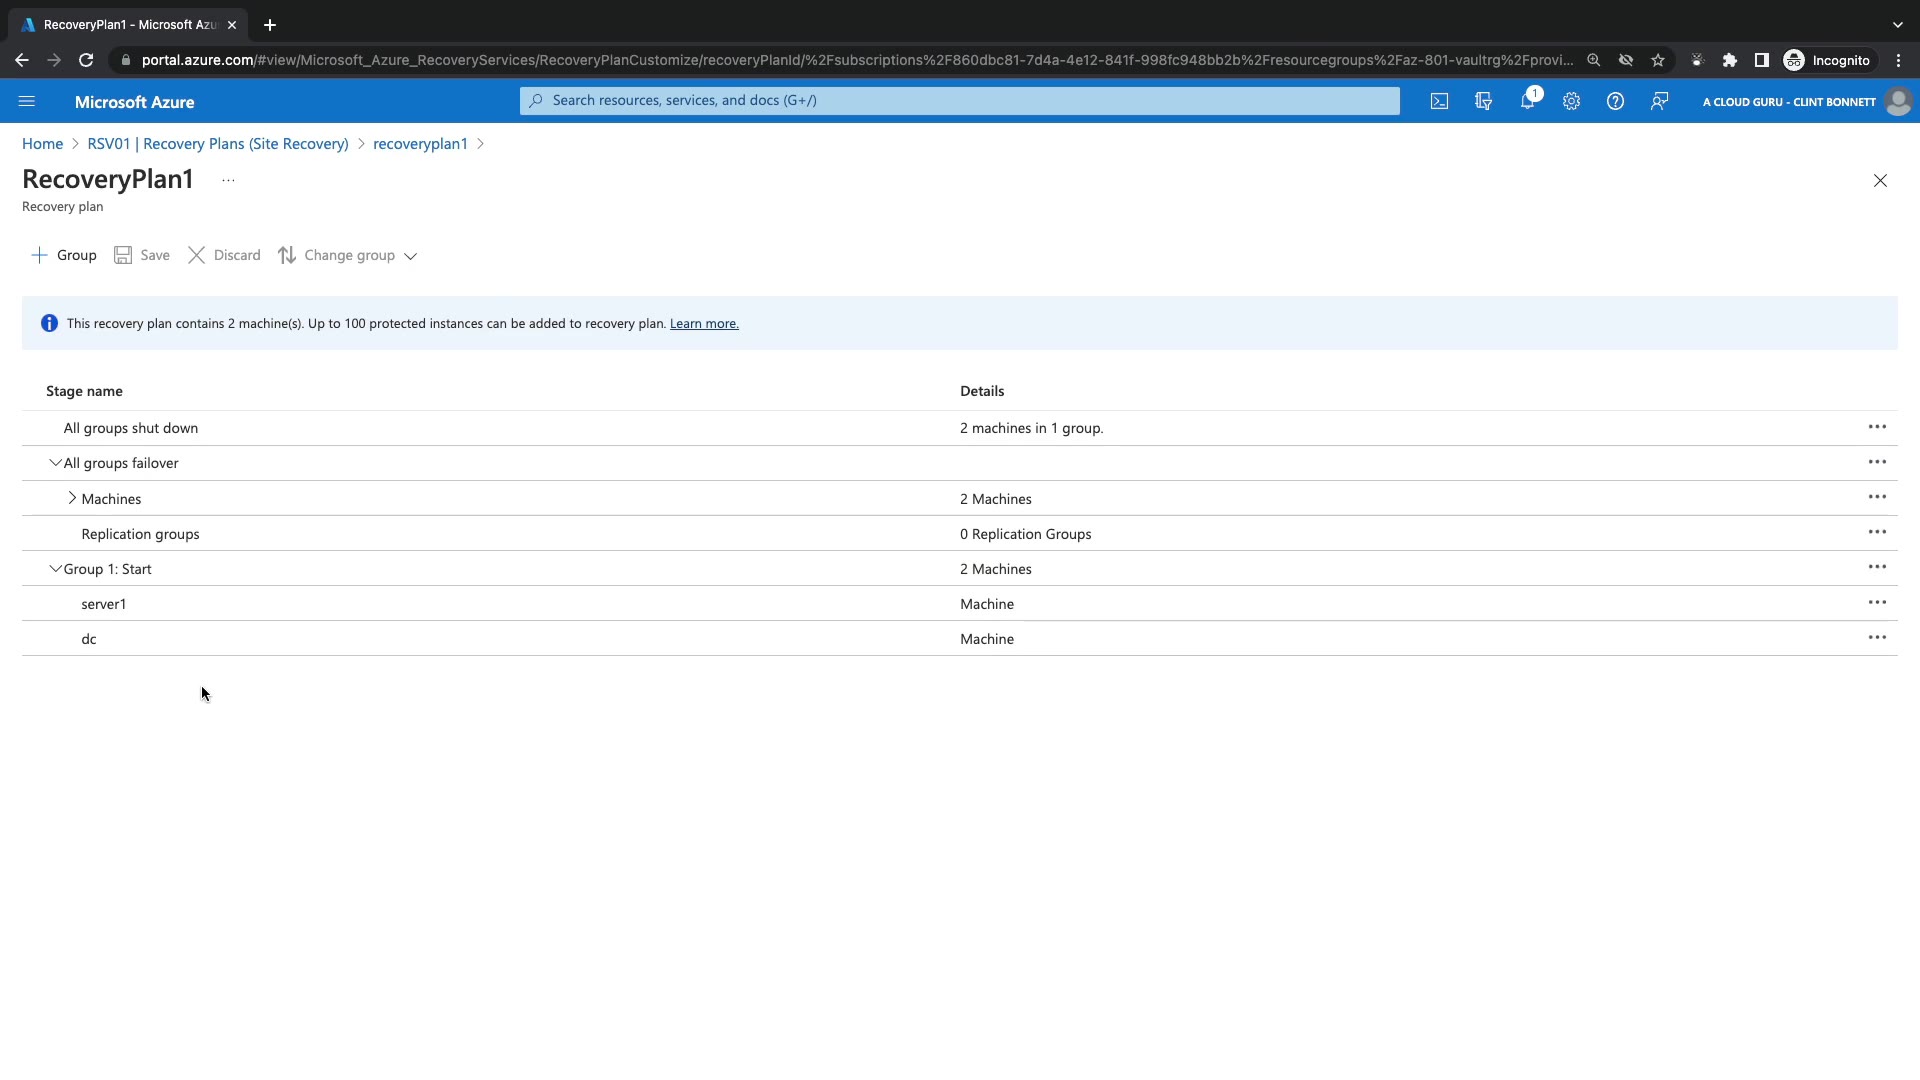 RecoveryPlan1 - Microsoft Azu
portal.azure.com/#view/Microsoft_Azure_RecoveryServices/RecoveryPlanCustomize/recoveryPlanId/%2Fsubscriptions%2F860dbc81-7d4a-4e12-841f-998fc948bb2b%2Fresourcegroups%2Faz-801-vaultrg%2Fprovi...
Incognito
Microsoft Azure
Search resources, services, and docs (G+/)
1
A CLOUD GURU - CLINT BONNETT
Home > RSV01 | Recovery Plans (Site Recovery) > recoveryplan1 >
RecoveryPlan1 ...
Recovery plan
Group Save Discard Change group
This recovery plan contains 2 machine(s). Up to 100 protected instances can be added to recovery plan. Learn more.
Stage name Details
All groups shut down 2 machines in 1 group.
All groups failover
Machines 2 Machines
Replication groups 0 Replication Groups
Group 1: Start 2 Machines
server1 Machine
dc Machine